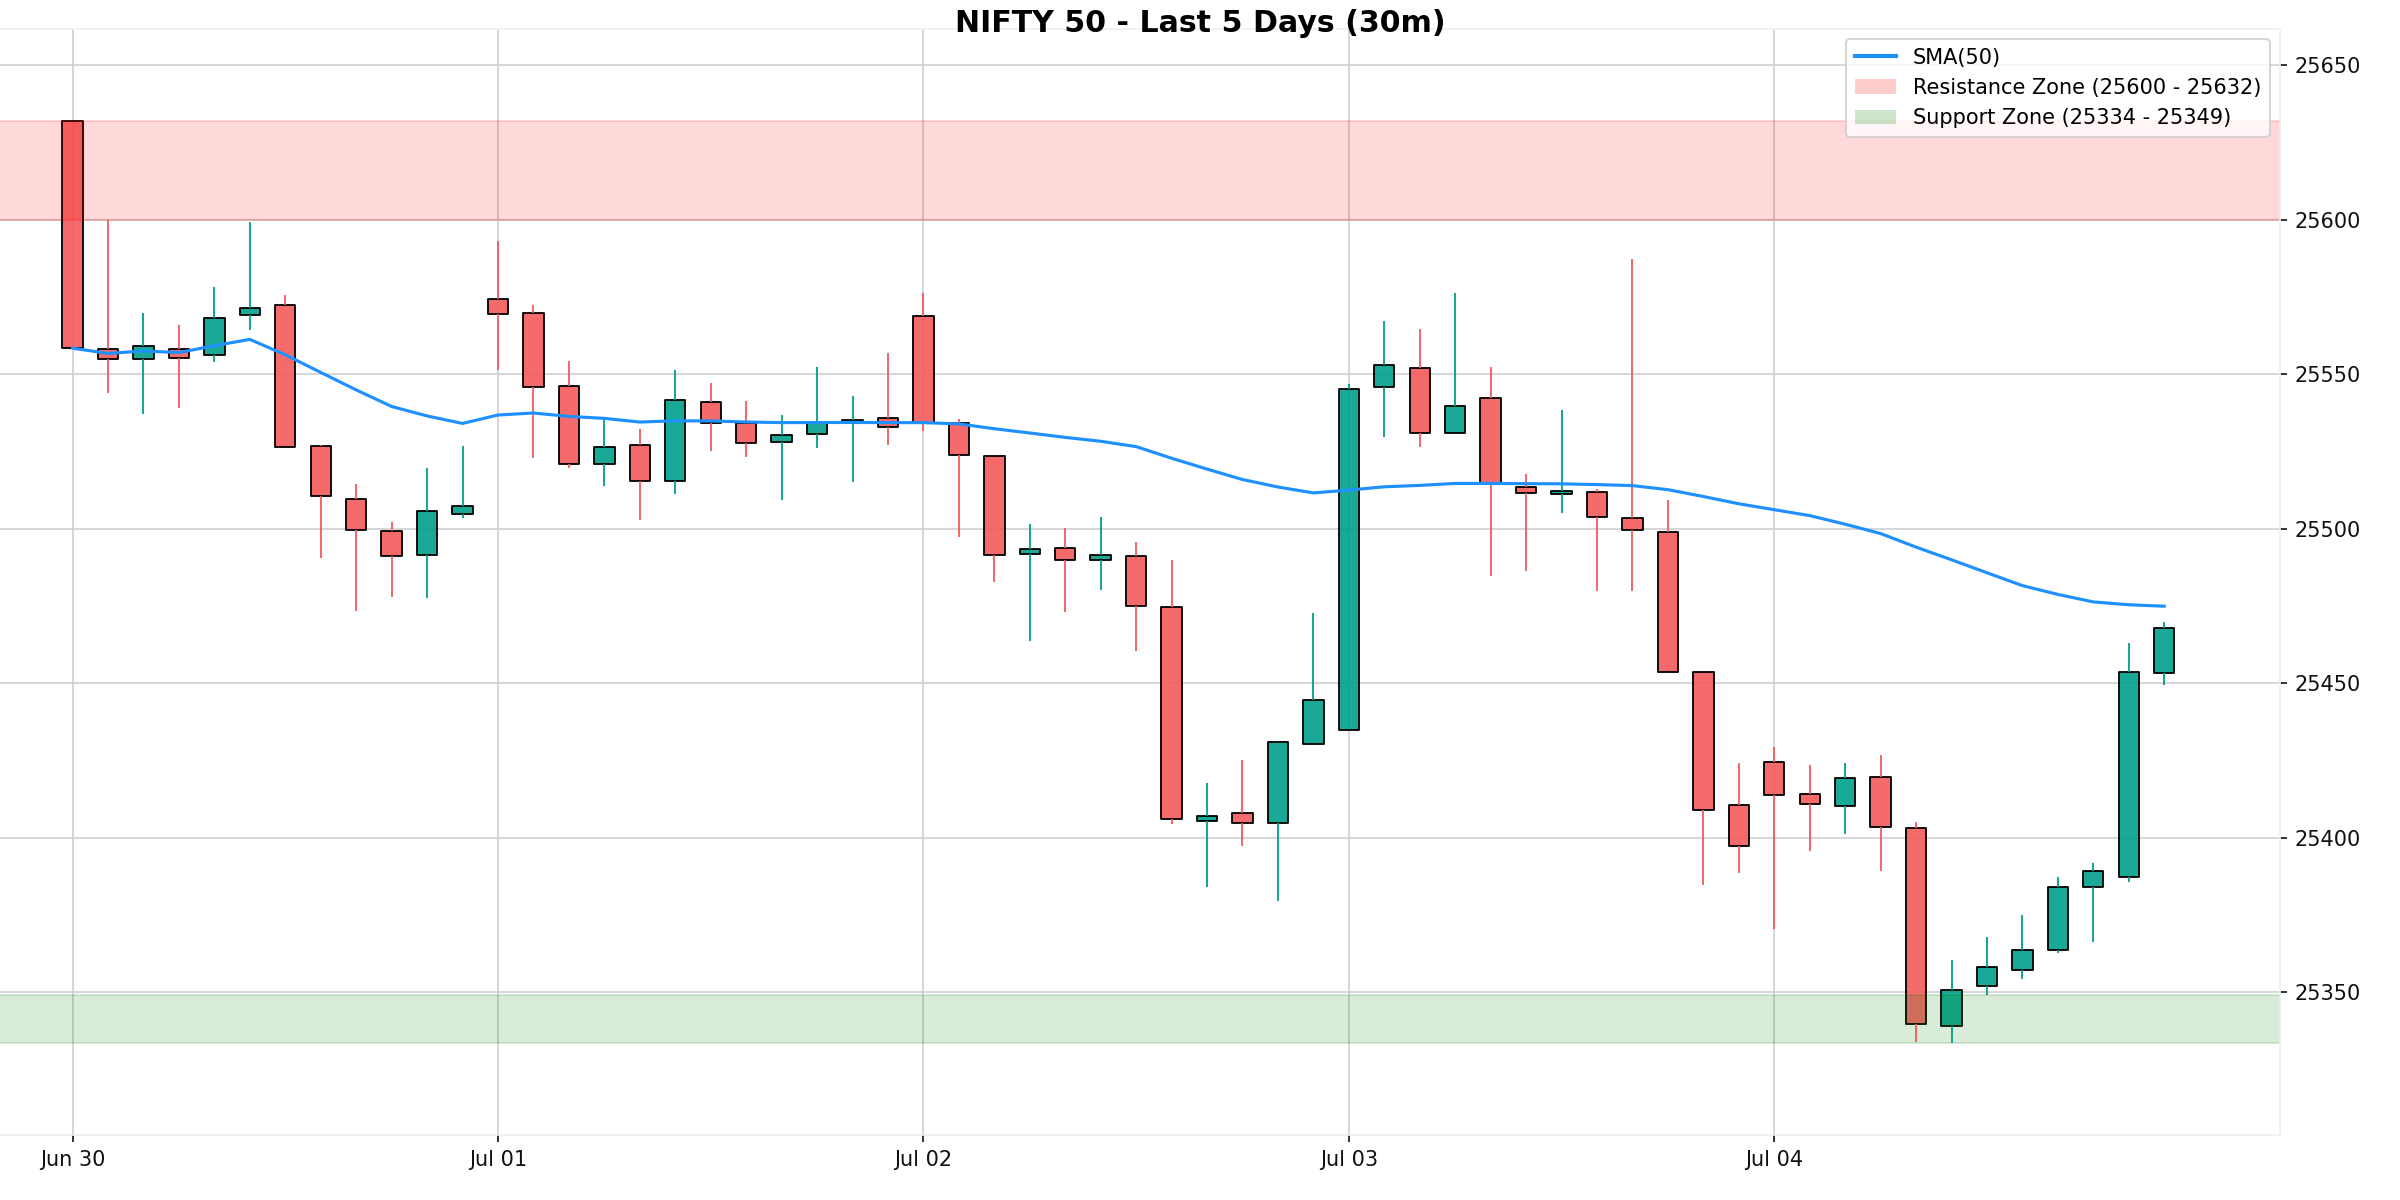 NIFTY 50 - Last 5 Days (30m)
SMA(50)
Resistance Zone (25600 - 25632)
Support Zone (25334 - 25349)
25650
25600
25550
25500
25450
25400
25350
Jun 30
Jul 01
Jul 02
Jul 03
Jul 04